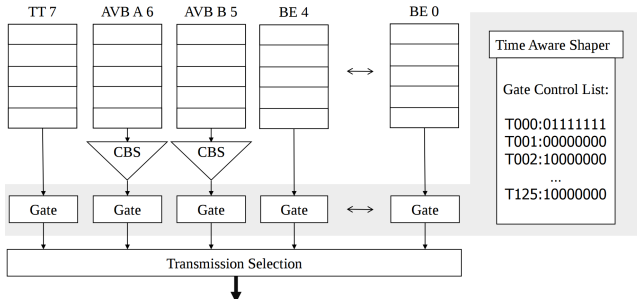 TT 7 AVB A 6 AVB B 5 BE 4 BE 0
Time Aware Shaper
Gate Control List:
T000:01111111
T001:00000000
T002:10000000
...
T125:10000000
CBS CBS
Gate Gate Gate Gate Gate
Transmission Selection